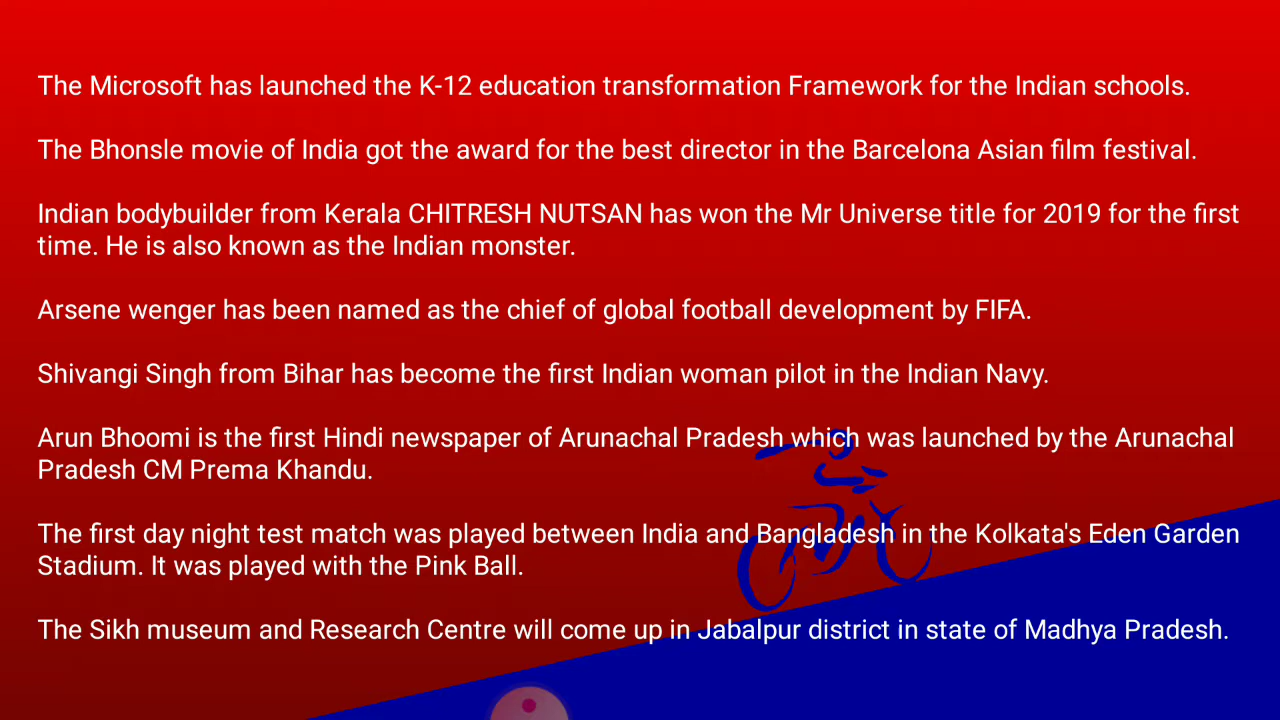 The Microsoft has launched the K-12 education transformation Framework for the Indian schools.
The Bhonsle movie of India got the award for the best director in the Barcelona Asian film festival.
Indian bodybuilder from Kerala CHITRESH NUTSAN has won the Mr Universe title for 2019 for the first
time. He is also known as the Indian monster.
Arsene wenger has been named as the chief of global football development by FIFA.
Shivangi Singh from Bihar has become the first Indian woman pilot in the Indian Navy.
Arun Bhoomi is the first Hindi newspaper of Arunachal Pradesh which was launched by the Arunachal
Pradesh CM Prema Khandu.
The first day night test match was played between India and Bangladesh in the Kolkata's Eden Garden
Stadium. It was played with the Pink Ball.
The Sikh museum and Research Centre will come up in Jabalpur district in state of Madhya Pradesh.